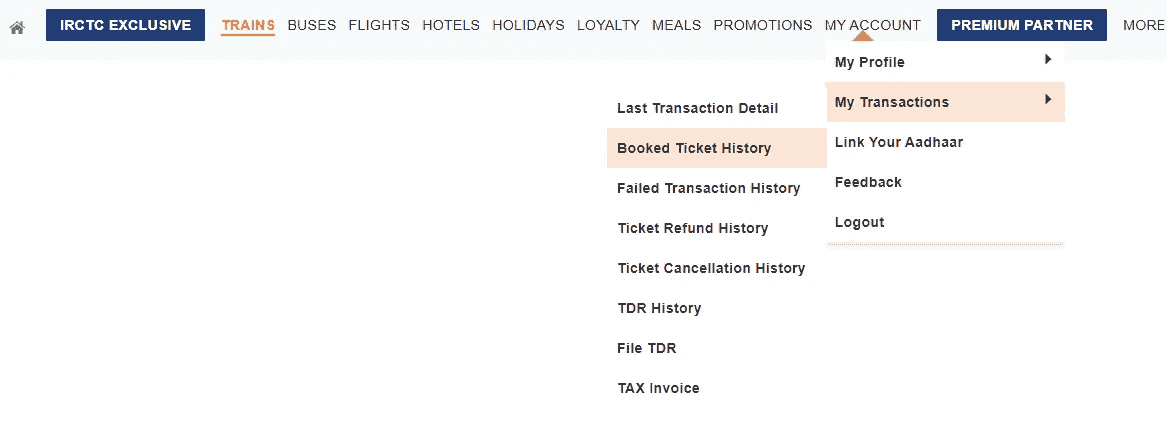 IRCTC EXCLUSIVE TRAINS BUSES FLIGHTS HOTELS HOLIDAYS LOYALTY MEALS PROMOTIONS MY ACCOUNT PREMIUM PARTNER MORE
My Profile
My Transactions
Link Your Aadhaar
Feedback
Logout
Last Transaction Detail
Booked Ticket History
Failed Transaction History
Ticket Refund History
Ticket Cancellation History
TDR History
File TDR
TAX Invoice